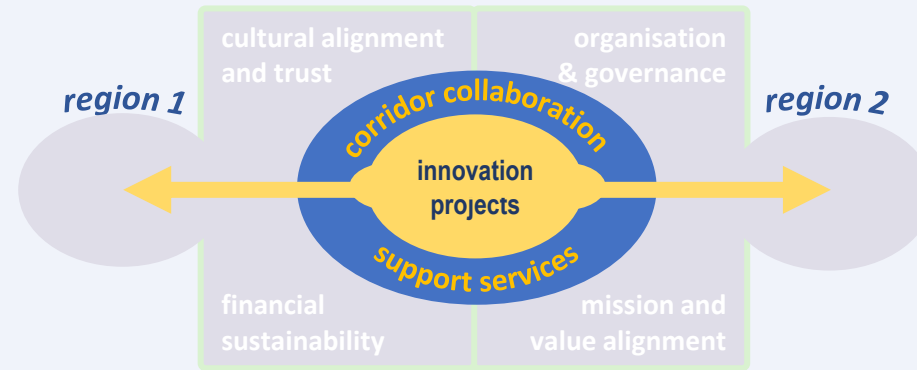 cultural alignment
and trust
organisation
& governance
region 1
region 2
corridor collaboration
innovation
projects
support services
financial
sustainability
mission and
value alignment